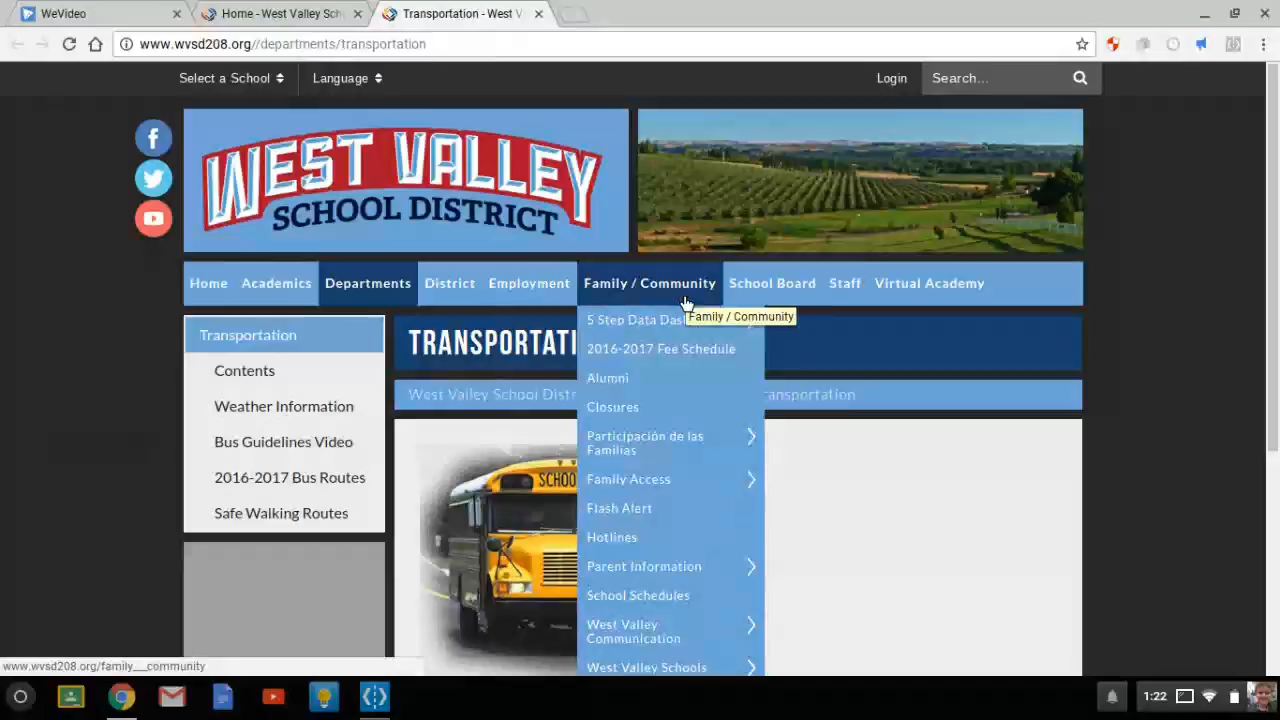 WeVideo
Home - West Valley Sch
Transportation - West V
www.wvsd208.org//departments/transportation
Select a School
Language
Login
Search...
WEST VALLEY
SCHOOL DISTRICT
Home Academics Departments District Employment Family / Community School Board Staff Virtual Academy
Family / Community
Transportation
Contents
Weather Information
Bus Guidelines Video
2016-2017 Bus Routes
Safe Walking Routes
TRANSPORTATI
West Valley School Distr
ransportation
SCHOO
5 Step Data Das
2016-2017 Fee Schedule
Alumni
Closures
Participación de las
Familias
Family Access
Flash Alert
Hotlines
Parent Information
School Schedules
West Valley
Communication
West Valley Schools
www.wvsd208.org/family__community
1:22